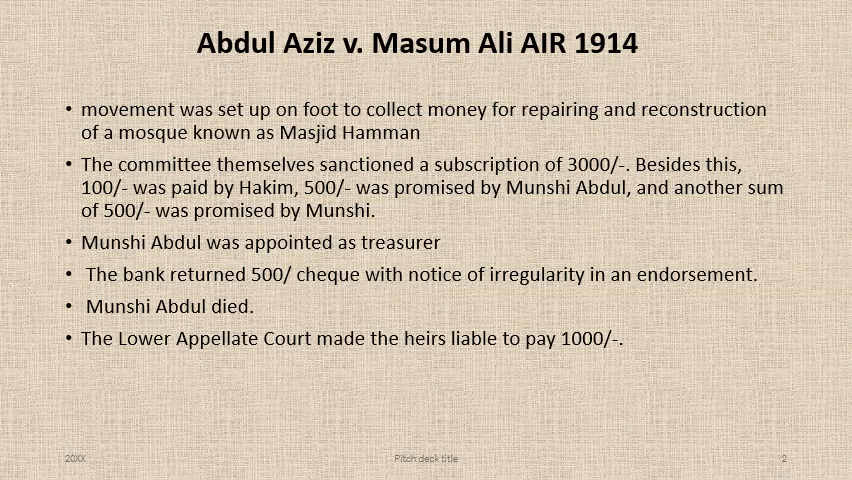 Abdul Aziz v. Masum Ali AIR 1914
• movement was set up on foot to collect money for repairing and reconstruction
of a mosque known as Masjid Hamman
• The committee themselves sanctioned a subscription of 3000/-. Besides this,
100/- was paid by Hakim, 500/- was promised by Munshi Abdul, and another sum
of 500/- was promised by Munshi.
• Munshi Abdul was appointed as treasurer
• The bank returned 500/ cheque with notice of irregularity in an endorsement.
• Munshi Abdul died.
• The Lower Appellate Court made the heirs liable to pay 1000/-.
20XX
Pitch deck title
2